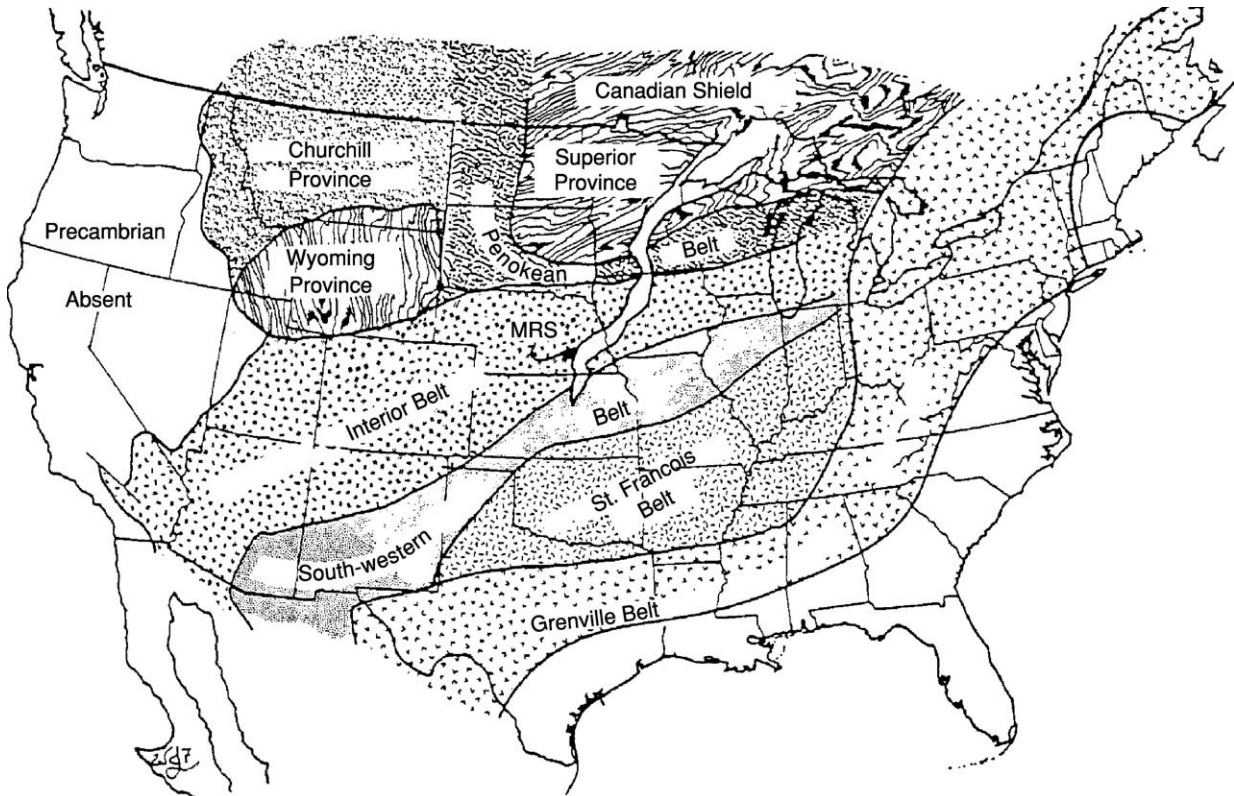 Canadian Shield
Churchill
Province
Superior
Province
Precambrian
Absent
Wyoming
Province
Penokean
Belt
MRS
Interior Belt
Belt
St. Francois
Belt
South-western
Grenville Belt